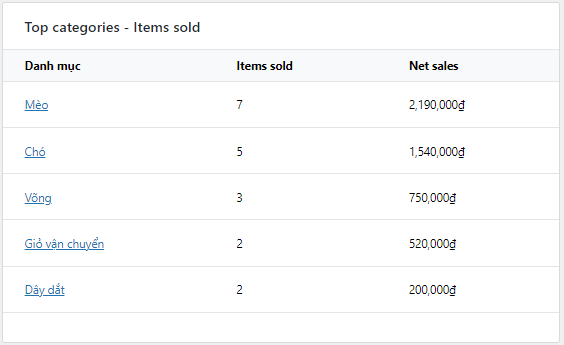 Top categories - Items sold
Danh mục Items sold Net sales
Mèo 7 2,190,000₫
Chó 5 1,540,000₫
Võng 3 750,000₫
Giỏ vận chuyển 2 520,000₫
Dây dắt 2 200,000₫